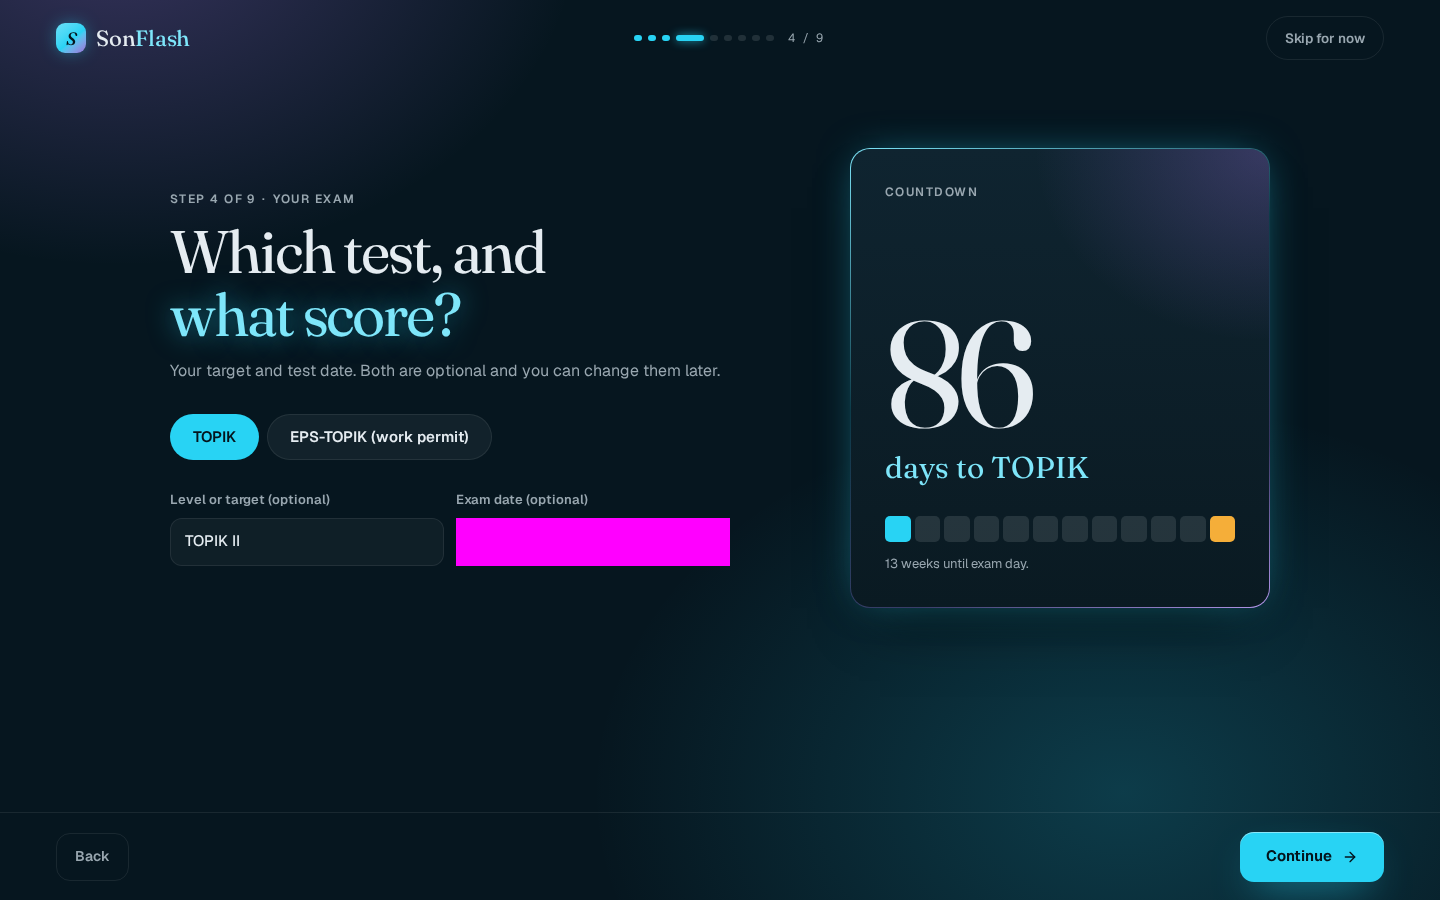 S SonFlash
4 / 9
Skip for now
STEP 4 OF 9 · YOUR EXAM
Which test, and
what score?
Your target and test date. Both are optional and you can change them later.
TOPIK
EPS-TOPIK (work permit)
Level or target (optional)
Exam date (optional)
TOPIK II
COUNTDOWN
86
days to TOPIK
13 weeks until exam day.
Back
Continue →